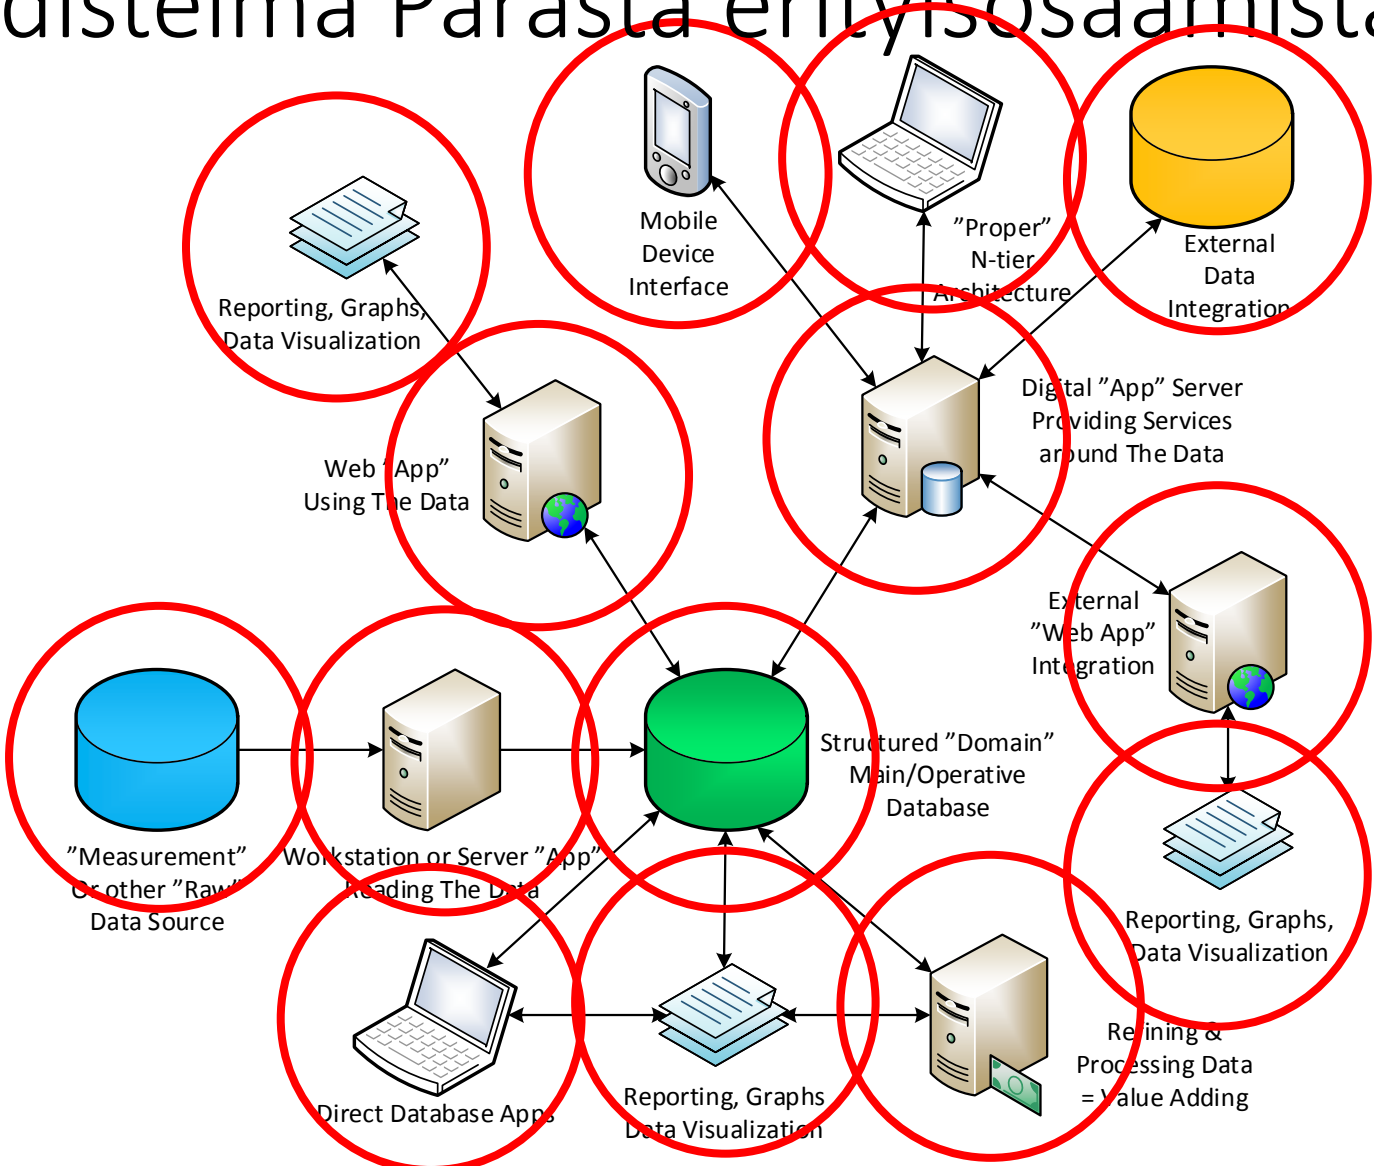 distelmä Parasta erityisosaamista
Mobile
Device
Interface
”Proper”
N-tier
Architecture
External
Data
Integration
Reporting, Graphs,
Data Visualization
Digital ”App” Server
Providing Services
around The Data
Web ”App”
Using The Data
External
”Web App”
Integration
Structured ”Domain”
Main/Operative
Database
”Measurement”
Or other ”Raw”
Data Source
Workstation or Server ”App”
Reading The Data
Reporting, Graphs,
Data Visualization
Refining &
Processing Data
= Value Adding
Direct Database Apps
Reporting, Graphs
Data Visualization